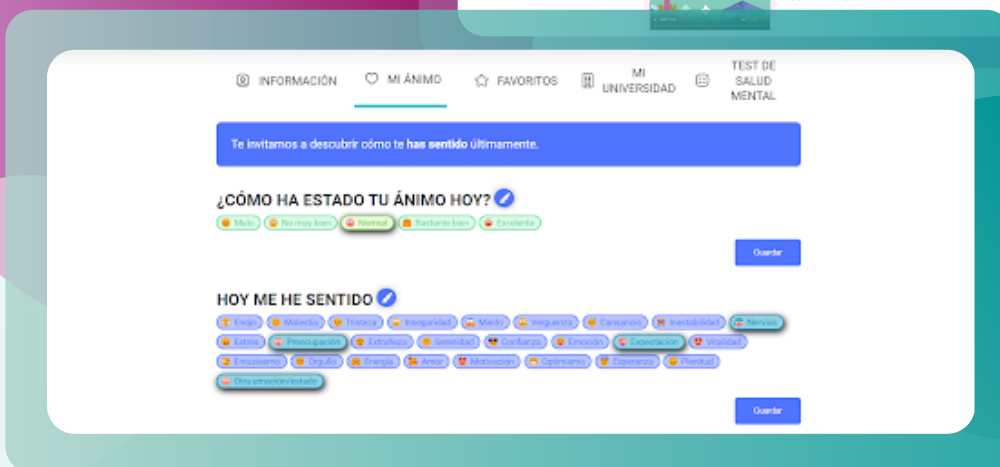 INFORMACIÓN
MI ÁNIMO
FAVORITOS
MI
UNIVERSIDAD
TEST DE
SALUD
MENTAL
Te invitamos a descubrir cómo te has sentido últimamente.
¿CÓMO HA ESTADO TU ÁNIMO HOY?
Malo No muy bien Normal Bastante bien Excelente
Guardar
HOY ME HE SENTIDO
Enojo Molestia Tristeza Inseguridad Miedo Verguenza Cansancio Inestabilidad Nervios
Estrés Preocupación Extrañeza Serenidad Confianza Emoción Expectación Vitalidad
Entusiasmo Orgullo Energía Amor Motivación Optimismo Esperanza Plenitud
Otra emoción/estado
Guardar